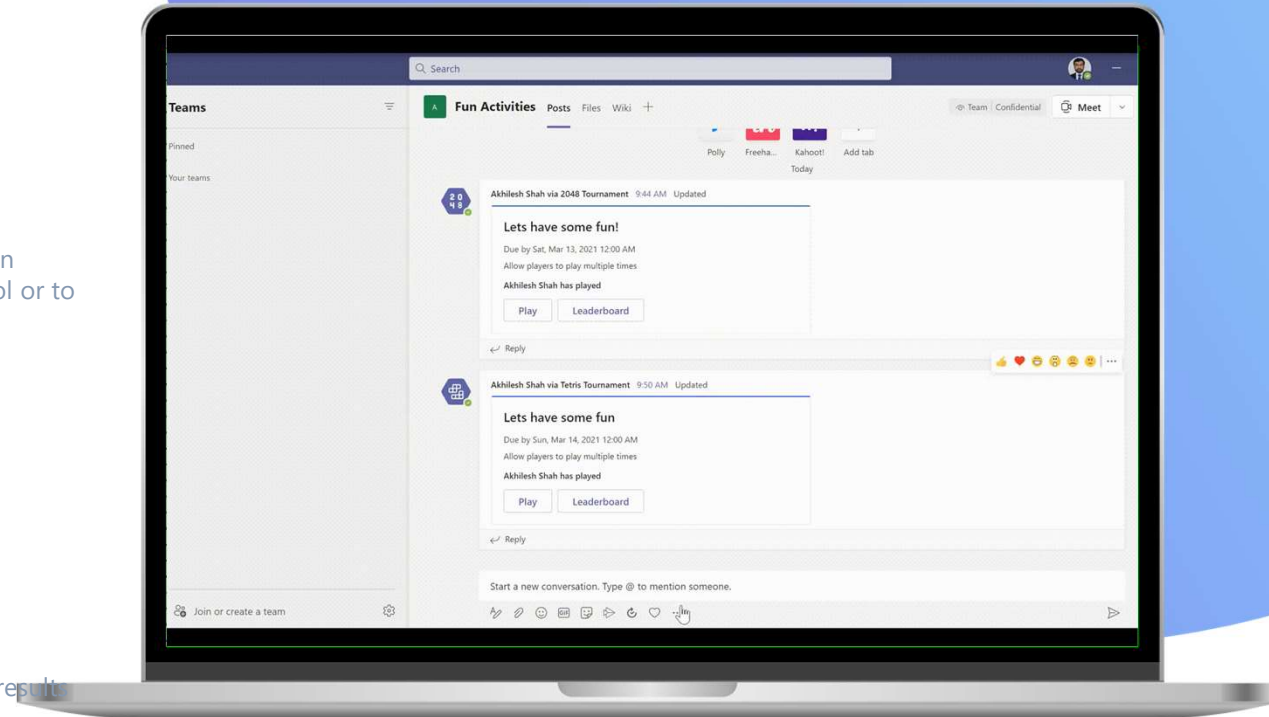 Search
Teams
A Fun Activities Posts Files Wiki +
Team Confidential Meet
Pinned
Your teams
Polly Freeha... Kahoot! Add tab
Today
20
48
Akhilesh Shah via 2048 Tournament 9:44 AM Updated
Lets have some fun!
Due by Sat, Mar 13, 2021 12:00 AM
Allow players to play multiple times
Akhilesh Shah has played
Play Leaderboard
Reply
Akhilesh Shah via Tetris Tournament 9:50 AM Updated
Lets have some fun
Due by Sun, Mar 14, 2021 12:00 AM
Allow players to play multiple times
Akhilesh Shah has played
Play Leaderboard
Reply
Start a new conversation. Type @ to mention someone.
GIF
Join or create a team
n
ol or to
results